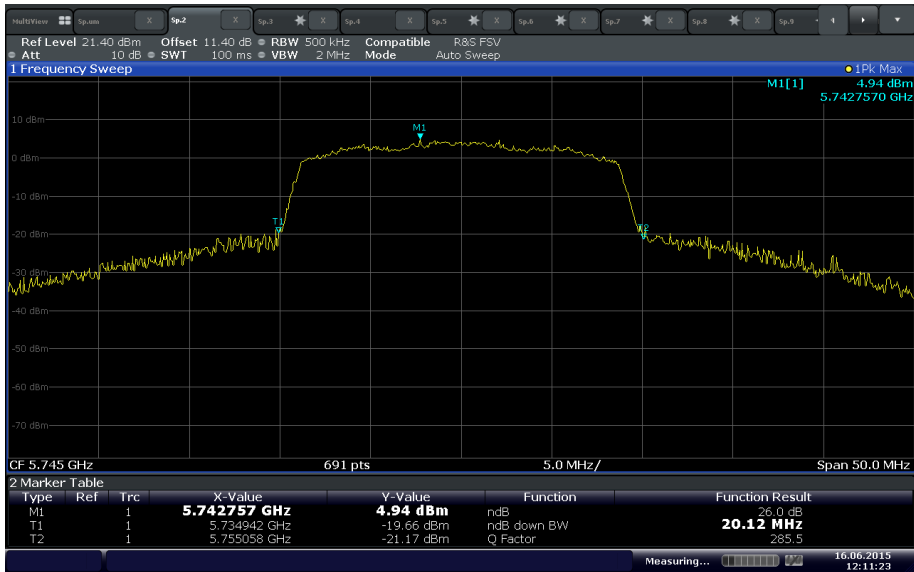 MultiView Sp.um X Sp.2 X Sp.3 X Sp.4 X Sp.5 X Sp.6 X Sp.7 X Sp.8 X Sp.9
Ref Level 21.40 dBm Offset 11.40 dB RBW 500 kHz Compatible R&S FSV
Att 10 dB SWT 100 ms VBW 2 MHz Mode Auto Sweep
1 Frequency Sweep 1Pk Max
M1[1] 4.94 dBm
5.7427570 GHz
10 dBm
M1
0 dBm
-10 dBm
T1
T2
-20 dBm
-30 dBm
-40 dBm
-50 dBm
-60 dBm
-70 dBm
CF 5.745 GHz 691 pts 5.0 MHz/ Span 50.0 MHz
2 Marker Table
Type Ref Trc X-Value Y-Value Function Function Result
M1 1 5.742757 GHz 4.94 dBm ndB 26.0 dB
T1 1 5.734942 GHz -19.66 dBm ndB down BW 20.12 MHz
T2 1 5.755058 GHz -21.17 dBm Q Factor 285.5
Measuring... 16.06.2015
12:11:23